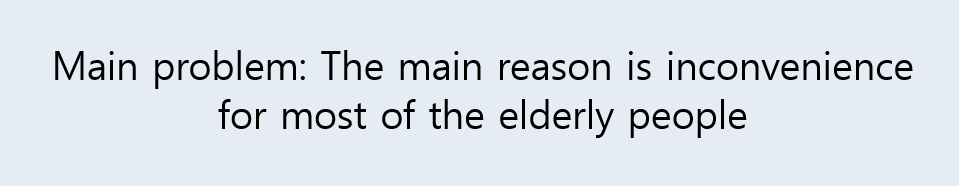 Main problem: The main reason is inconvenience
for most of the elderly people